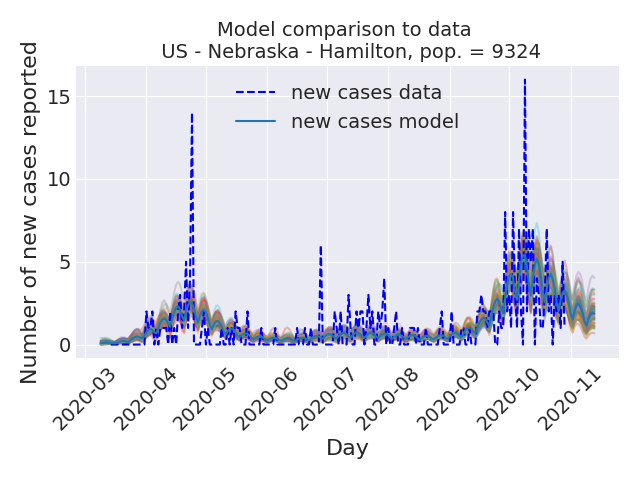 Model comparison to data
US - Nebraska - Hamilton, pop. = 9324
new cases data
new cases model
Number of new cases reported
15
10
5
0
2020-03
2020-04
2020-05
2020-06
2020-07
2020-08
2020-09
2020-10
2020-11
Day